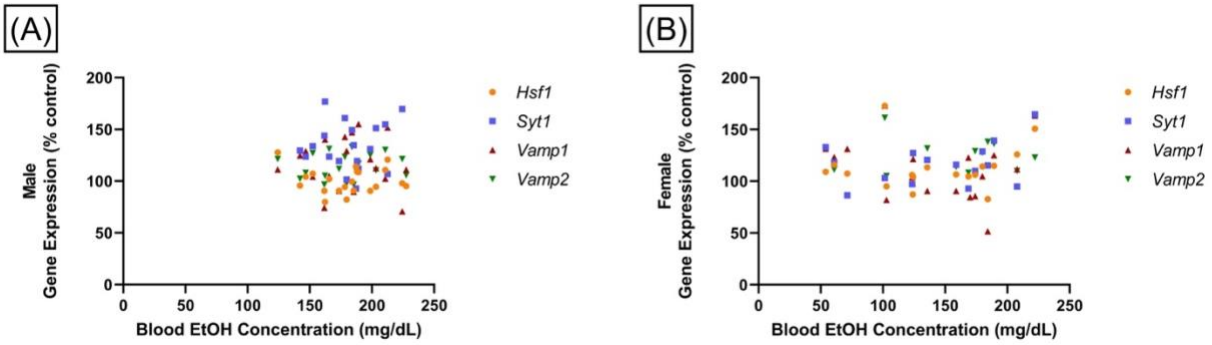 (A)
Male
Gene Expression (% control)
200
150
100
50
0
0 50 100 150 200 250
Blood EtOH Concentration (mg/dL)
Hsf1
Syt1
Vamp1
Vamp2
(B)
Female
Gene Expression (% control)
200
150
100
50
0
0 50 100 150 200 250
Blood EtOH Concentration (mg/dL)
Hsf1
Syt1
Vamp1
Vamp2